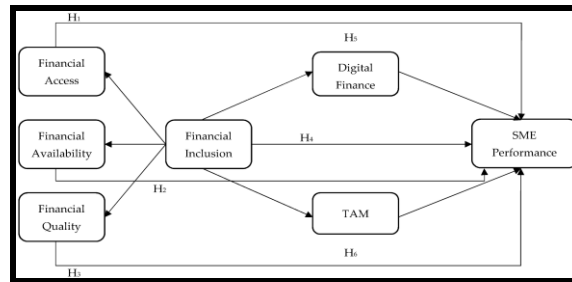 H₁
H₅
Financial
Access
Digital
Finance
Financial
Availability
Financial
Inclusion
H₄
SME
Performance
H₂
Financial
Quality
TAM
H₆
H₃